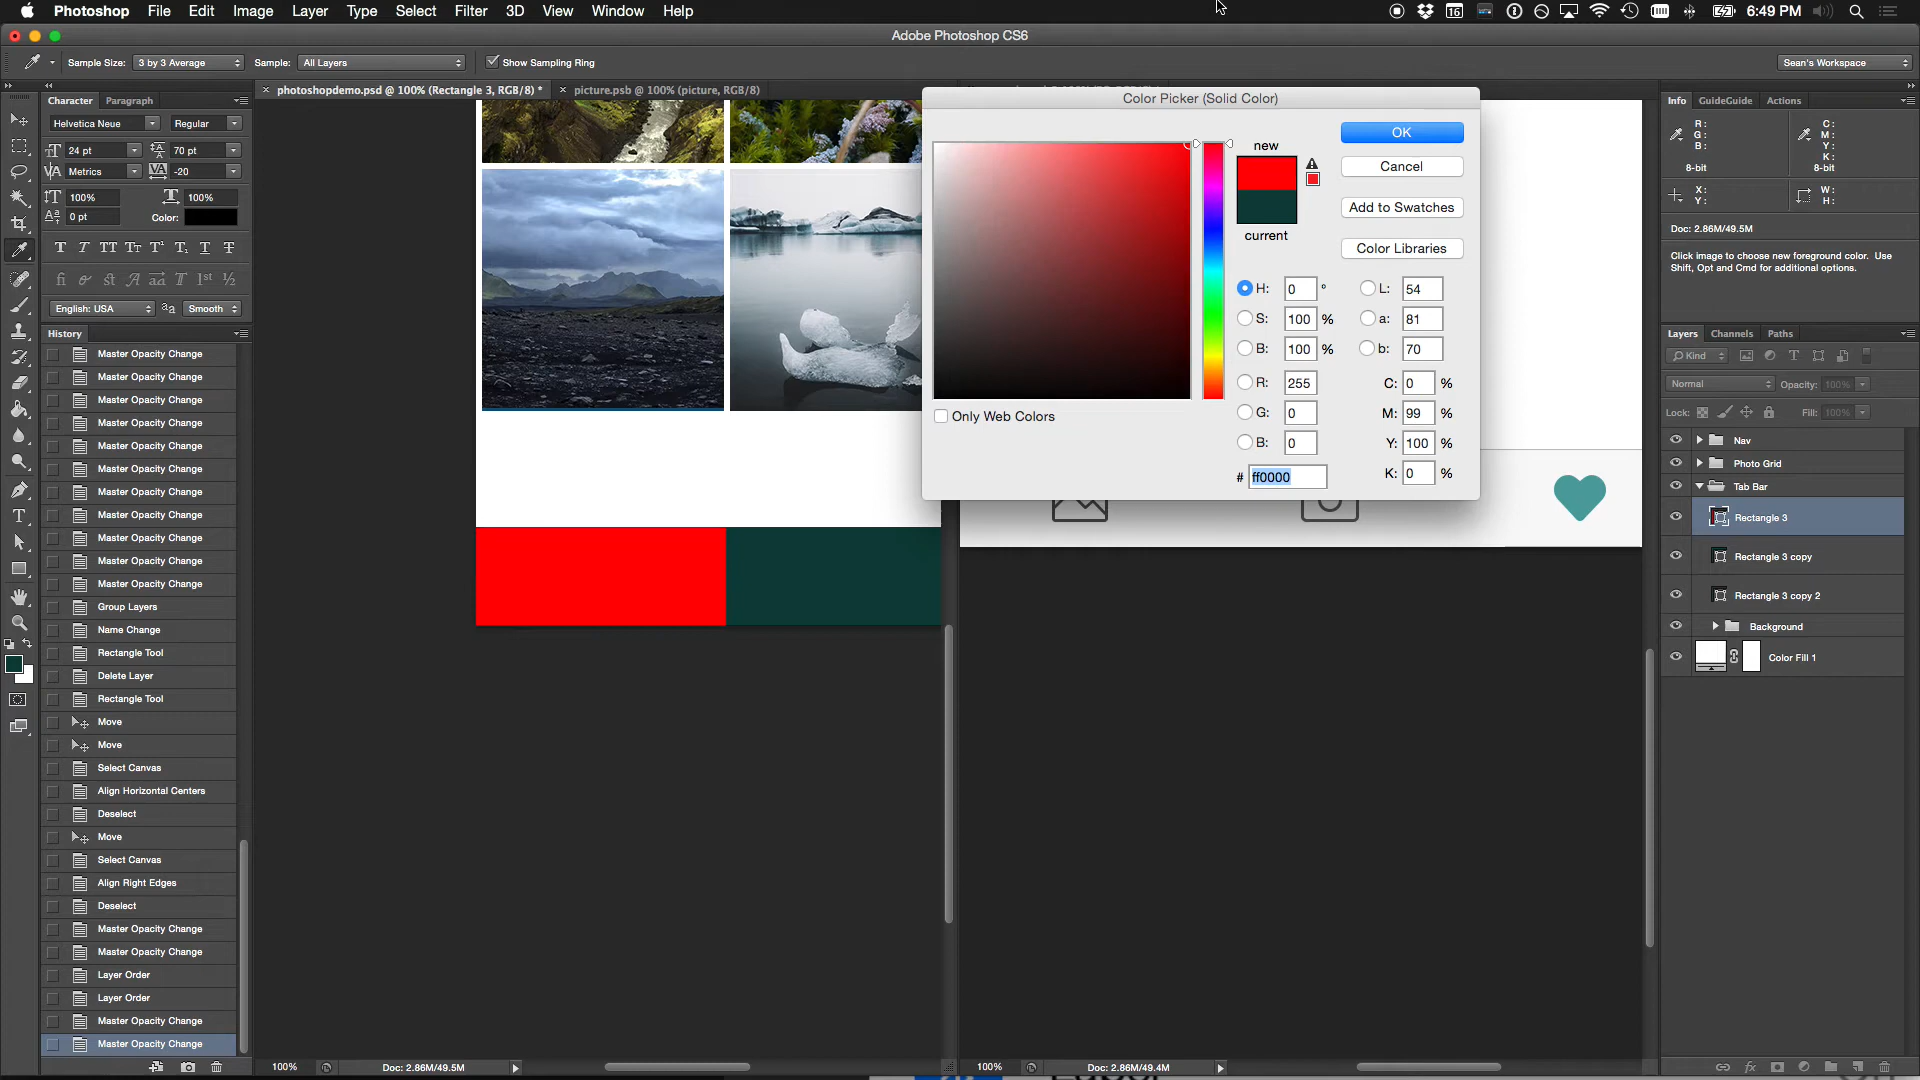 Photoshop File Edit Image Layer Type Select Filter 3D View Window Help
16
6:49 PM
Adobe Photoshop CS6
Sample Size: 3 by 3 Average Sample: All Layers Show Sampling Ring
Sean's Workspace
Character Paragraph
photoshopdemo.psd @ 100% (Rectangle 3, RGB/8) *
picture.psb @ 100% (picture, RGB/8)
Helvetica Neue Regular
24 pt 70 pt
Metrics -20
100% 100%
0 pt Color:
English: USA Smooth
History
Master Opacity Change
Master Opacity Change
Master Opacity Change
Master Opacity Change
Master Opacity Change
Master Opacity Change
Master Opacity Change
Master Opacity Change
Master Opacity Change
Master Opacity Change
Master Opacity Change
Group Layers
Name Change
Rectangle Tool
Delete Layer
Rectangle Tool
Move
Move
Select Canvas
Align Horizontal Centers
Deselect
Move
Select Canvas
Align Right Edges
Deselect
Master Opacity Change
Master Opacity Change
Layer Order
Layer Order
Master Opacity Change
Master Opacity Change
Color Picker (Solid Color)
new
current
OK
Cancel
Add to Swatches
Color Libraries
H: 0 ° L: 54
S: 100 % a: 81
B: 100 % b: 70
R: 255 C: 0 %
G: 0 M: 99 %
B: 0 Y: 100 %
# ff0000 K: 0 %
Only Web Colors
Info GuideGuide Actions
R: C:
G: M:
B: Y:
K:
8-bit 8-bit
X: W:
Y: H:
Doc: 2.86M/49.5M
Click image to choose new foreground color. Use
Shift, Opt and Cmd for additional options.
Layers Channels Paths
Kind
Normal Opacity: 100%
Lock: Fill: 100%
Nav
Photo Grid
Tab Bar
Rectangle 3
Rectangle 3 copy
Rectangle 3 copy 2
Background
Color Fill 1
100% Doc: 2.86M/49.5M
100% Doc: 2.86M/49.4M